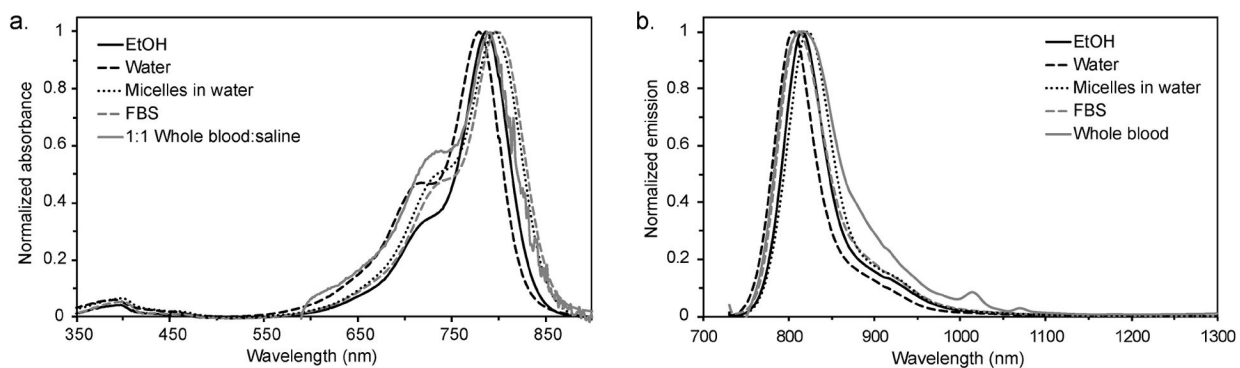 a.
Normalized absorbance
1
0.8
0.6
0.4
0.2
0
EtOH
Water
Micelles in water
FBS
1:1 Whole blood:saline
350 450 550 650 750 850
Wavelength (nm)
b.
Normalized emission
1
0.8
0.6
0.4
0.2
0
EtOH
Water
Micelles in water
FBS
Whole blood
700 800 900 1000 1100 1200 1300
Wavelength (nm)